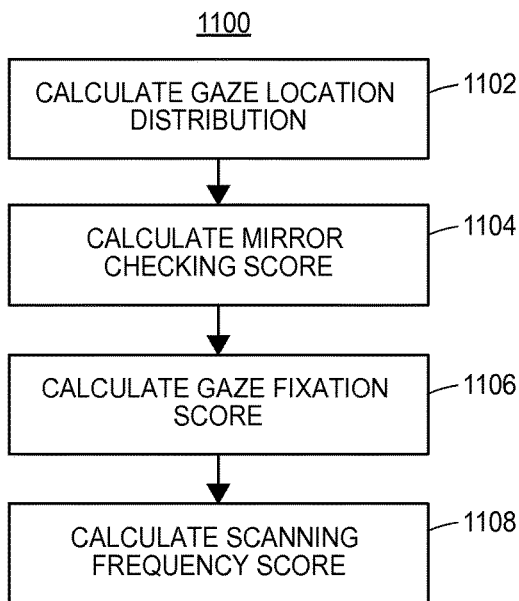 1100
CALCULATE GAZE LOCATION
DISTRIBUTION
1102
CALCULATE MIRROR
CHECKING SCORE
1104
CALCULATE GAZE FIXATION
SCORE
1106
CALCULATE SCANNING
FREQUENCY SCORE
1108